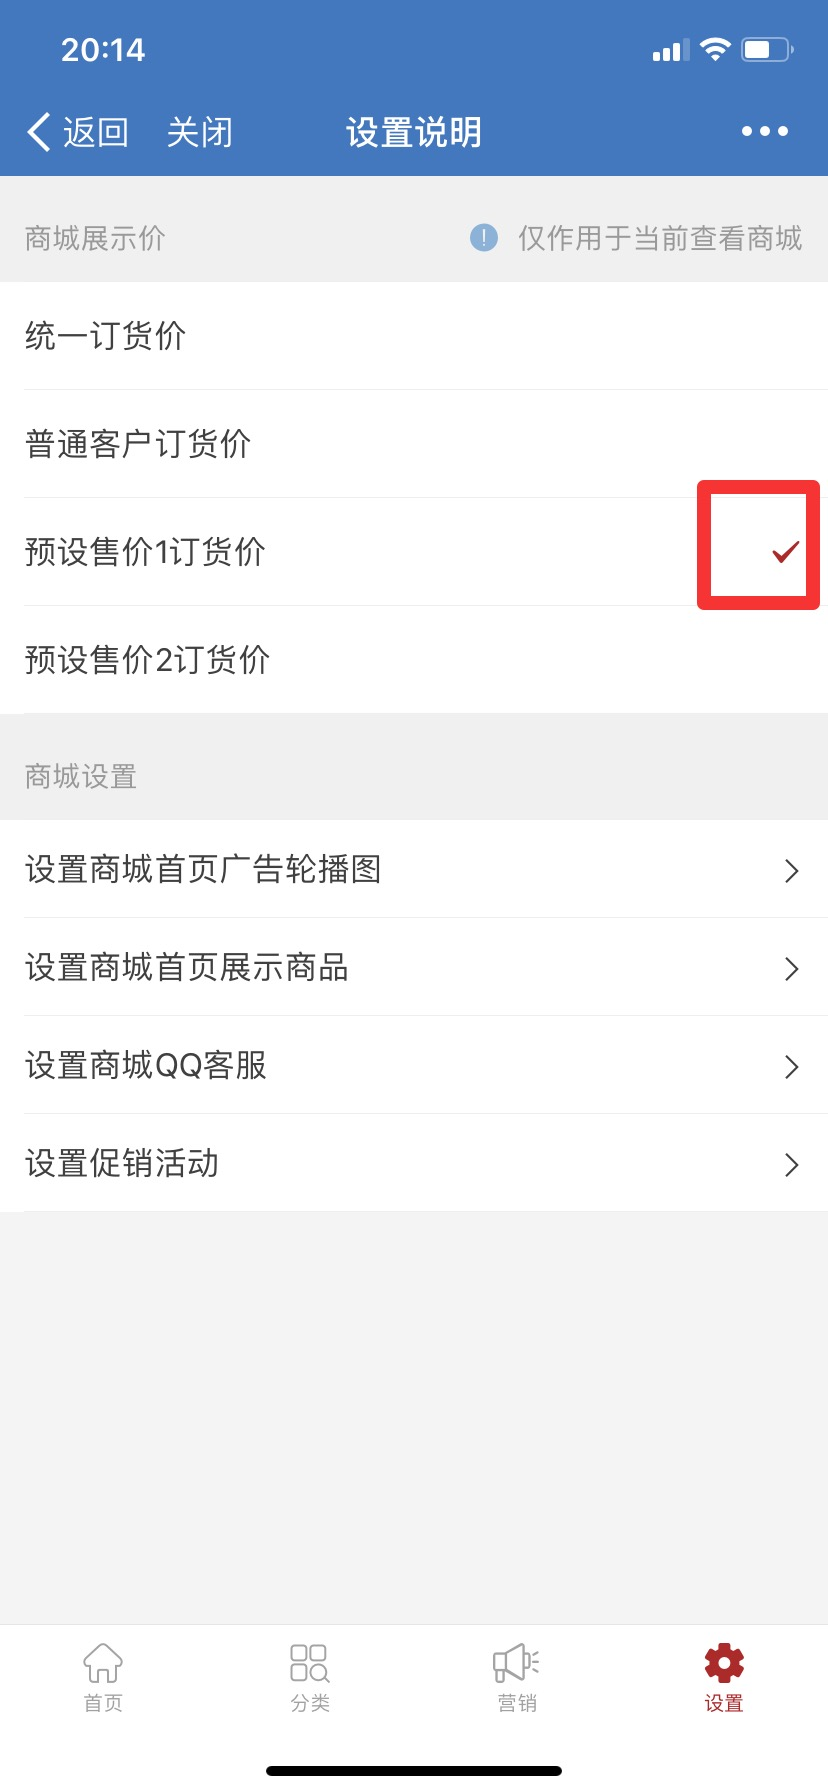 20:14
返回 关闭 设置说明
商城展示价 仅作用于当前查看商城
统一订货价
普通客户订货价
预设售价1订货价
预设售价2订货价
商城设置
设置商城首页广告轮播图
设置商城首页展示商品
设置商城QQ客服
设置促销活动
首页 分类 营销 设置